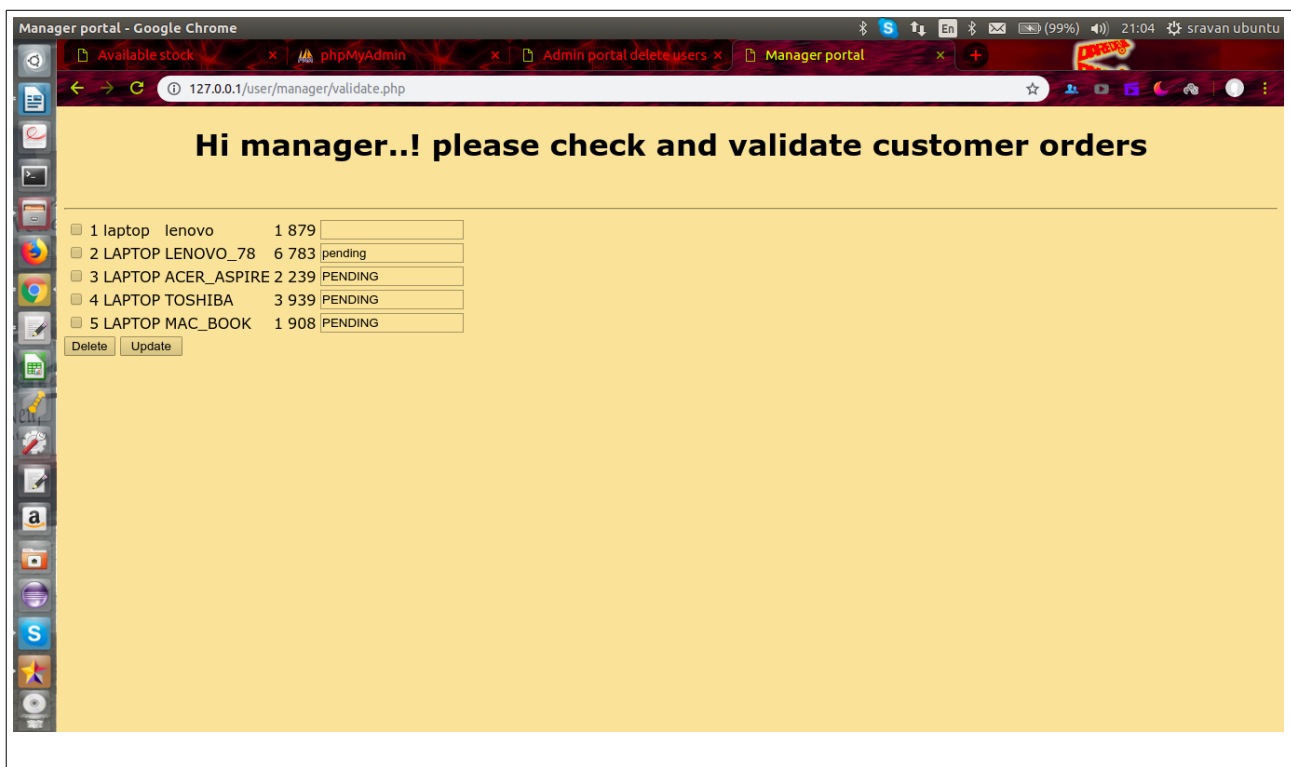 Manager portal - Google Chrome
En (99%) 21:04 sravan ubuntu
Available stock × phpMyAdmin × Admin portal delete users × Manager portal × +
127.0.0.1/user/manager/validate.php
Hi manager..! please check and validate customer orders
1 laptop lenovo 1 879
2 LAPTOP LENOVO_78 6 783 pending
3 LAPTOP ACER_ASPIRE 2 239 PENDING
4 LAPTOP TOSHIBA 3 939 PENDING
5 LAPTOP MAC_BOOK 1 908 PENDING
Delete Update